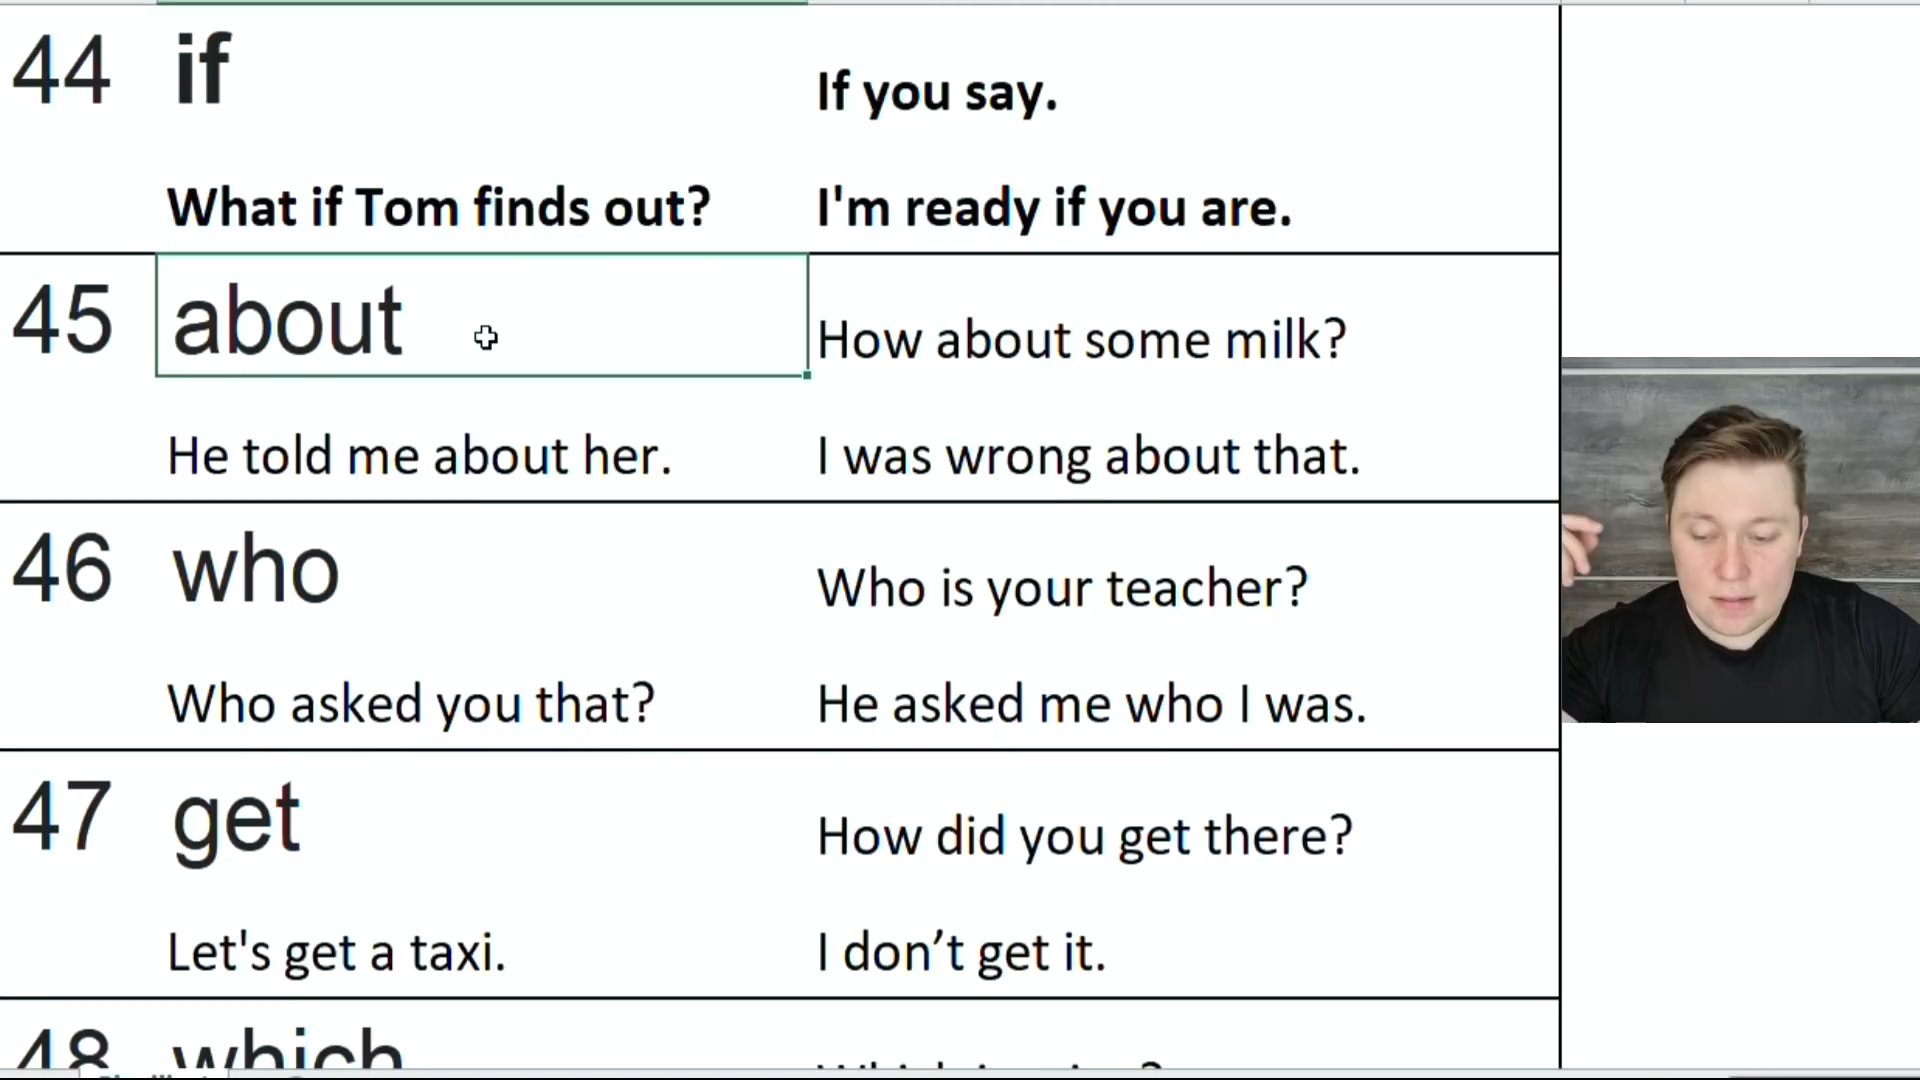 44 if
If you say.
What if Tom finds out? I'm ready if you are.
45 about
How about some milk?
He told me about her. I was wrong about that.
46 who
Who is your teacher?
Who asked you that? He asked me who I was.
47 get
How did you get there?
Let's get a taxi. I don’t get it.
48 which